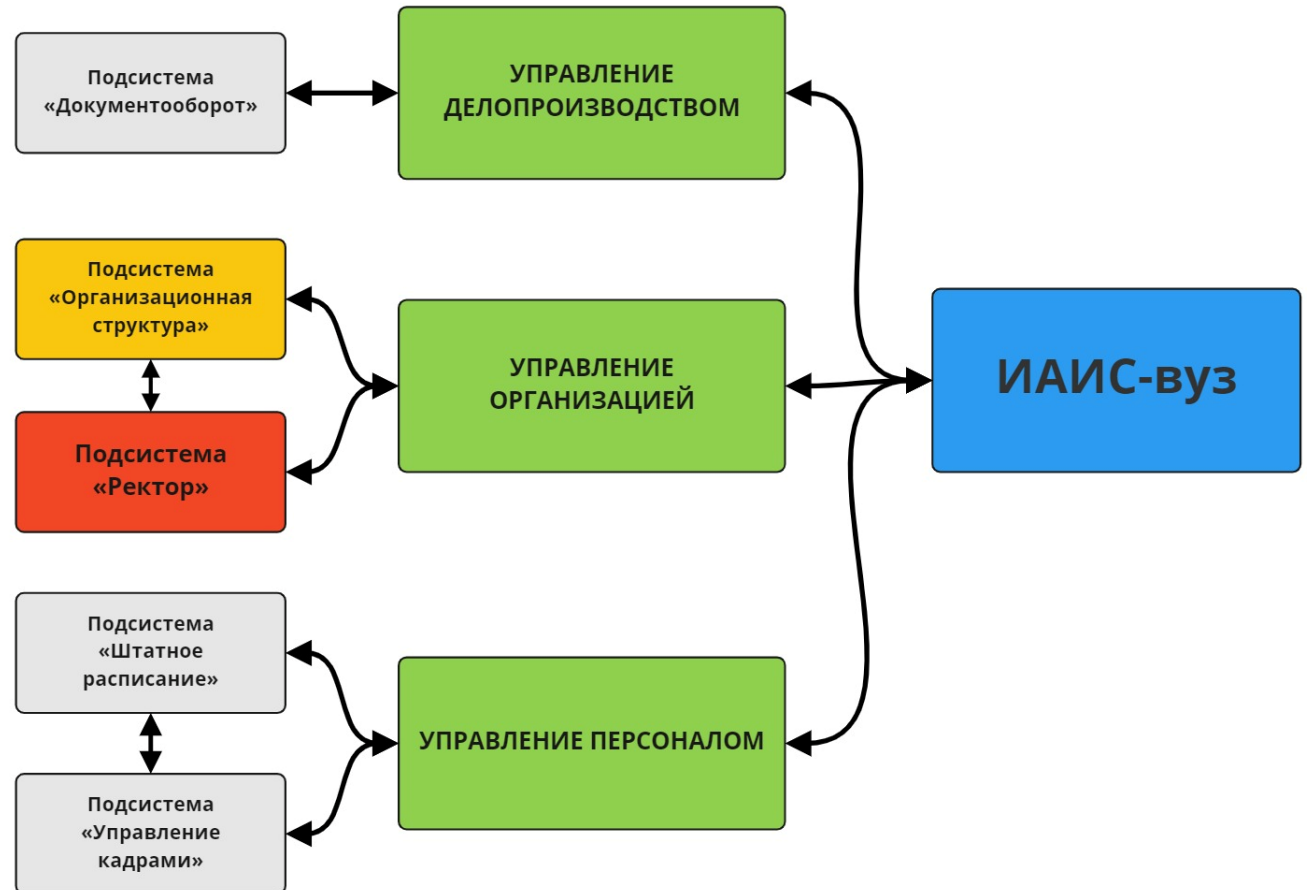 Подсистема
«Документооборот»
УПРАВЛЕНИЕ
ДЕЛОПРОИЗВОДСТВОМ
Подсистема
«Организационная
структура»
УПРАВЛЕНИЕ
ОРГАНИЗАЦИЕЙ
ИАИС-вуз
Подсистема
«Ректор»
Подсистема
«Штатное
расписание»
УПРАВЛЕНИЕ ПЕРСОНАЛОМ
Подсистема
«Управление
кадрами»